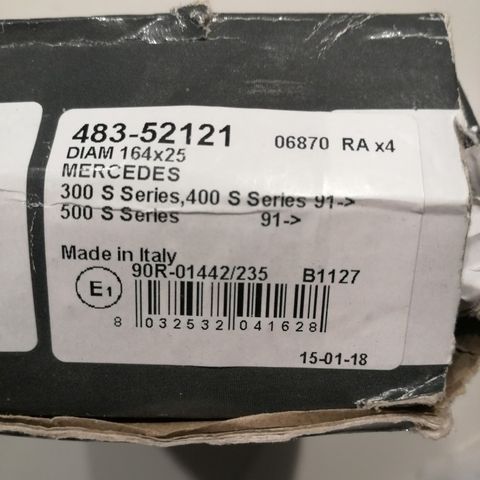 483-52121 06870 RA x4
DIAM 164x25
MERCEDES
300 S Series,400 S Series 91->
500 S Series 91->
Made in Italy
E1 90R-01442/235 B1127
8 032532 041628
15-01-18